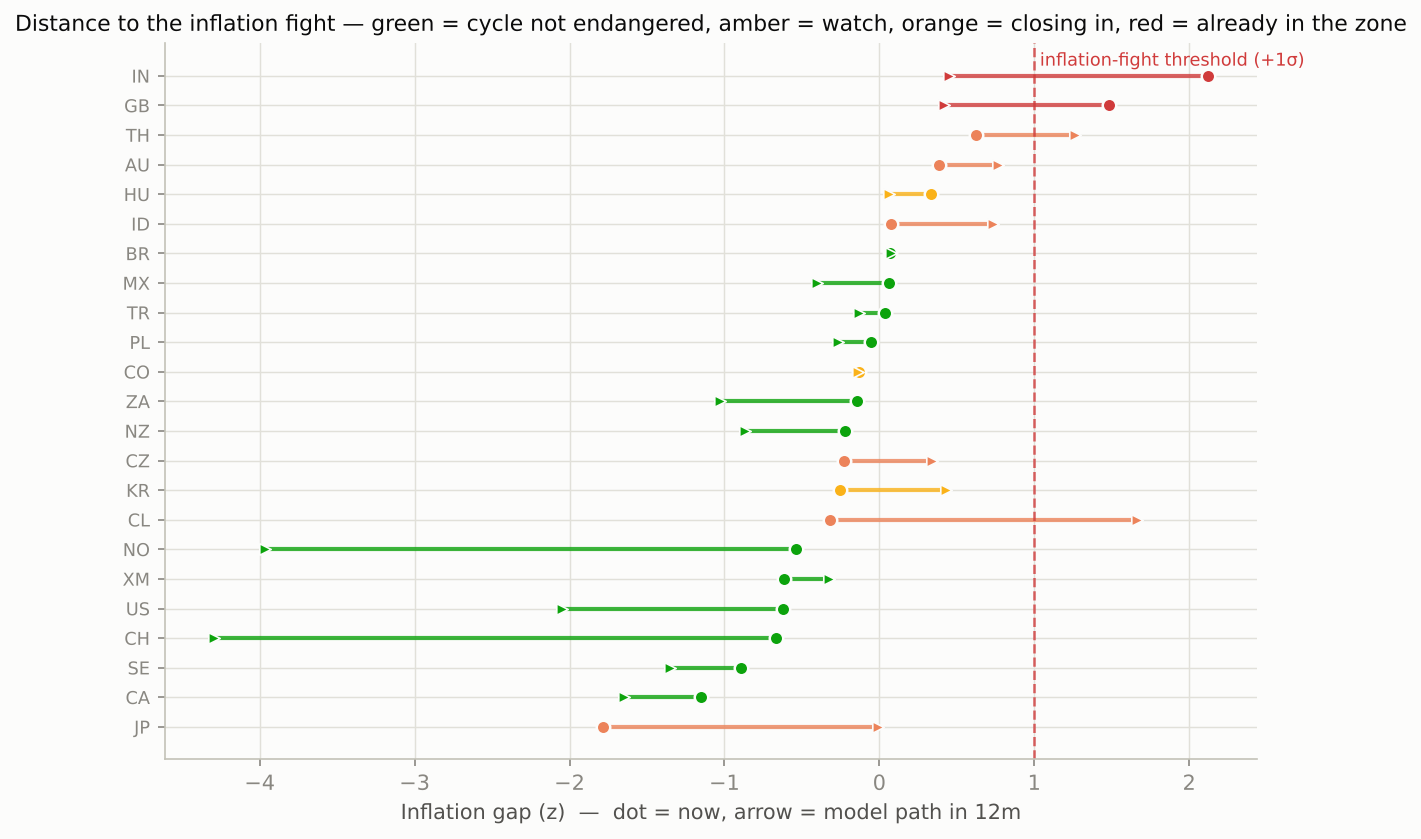 Distance to the inflation fight — green = cycle not endangered, amber = watch, orange = closing in, red = already in the zone
inflation-fight threshold (+1σ)
IN
GB
TH
AU
HU
ID
BR
MX
TR
PL
CO
ZA
NZ
CZ
KR
CL
NO
XM
US
CH
SE
CA
JP
−4 −3 −2 −1 0 1 2
Inflation gap (z) — dot = now, arrow = model path in 12m